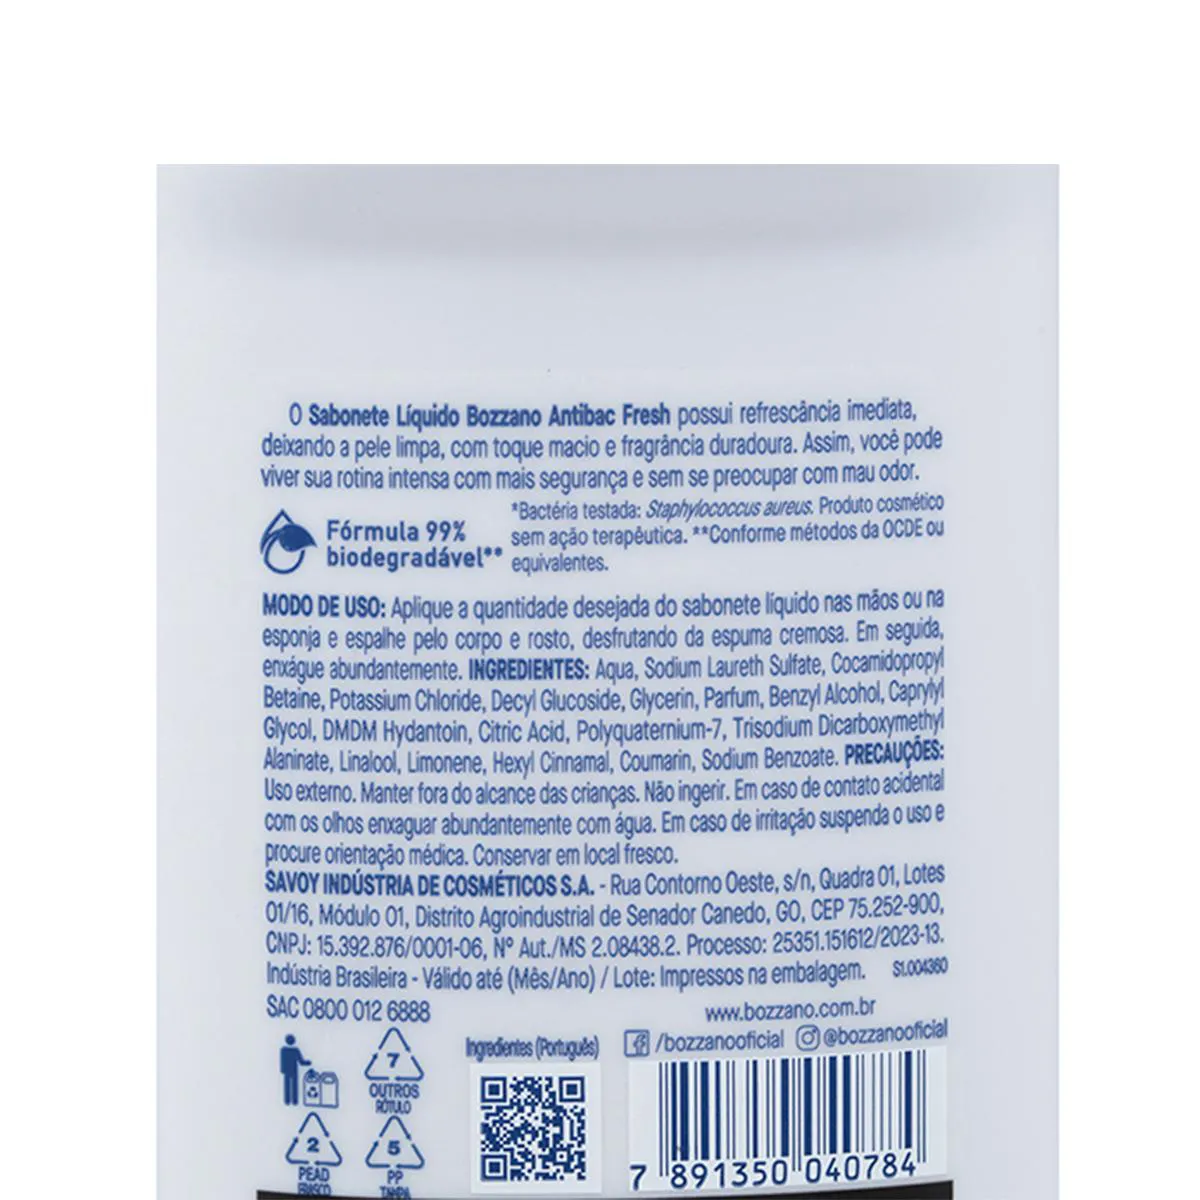 O Sabonete Líquido Bozzano Antibac Fresh possui refrescância imediata,
deixando a pele limpa, com toque macio e fragrância duradoura. Assim, você pode
viver sua rotina intensa com mais segurança e sem se preocupar com mau odor.
Fórmula 99%
biodegradável**
*Bactéria testada: Staphylococcus aureus. Produto cosmético
sem ação terapêutica. **Conforme métodos da OCDE ou
equivalentes.
MODO DE USO: Aplique a quantidade desejada do sabonete líquido nas mãos ou na
esponja e espalhe pelo corpo e rosto, desfrutando da espuma cremosa. Em seguida,
enxágue abundantemente. INGREDIENTES: Aqua, Sodium Laureth Sulfate, Cocamidopropyl
Betaine, Potassium Chloride, Decyl Glucoside, Glycerin, Parfum, Benzyl Alcohol, Caprylyl
Glycol, DMDM Hydantoin, Citric Acid, Polyquaternium-7, Trisodium Dicarboxymethyl
Alaninate, Linalool, Limonene, Hexyl Cinnamal, Coumarin, Sodium Benzoate. PRECAUÇÕES:
Uso externo. Manter fora do alcance das crianças. Não ingerir. Em caso de contato acidental
com os olhos enxaguar abundantemente com água. Em caso de irritação suspenda o uso e
procure orientação médica. Conservar em local fresco.
SAVOY INDÚSTRIA DE COSMÉTICOS S.A. - Rua Contorno Oeste, s/n, Quadra 01, Lotes
01/16, Módulo 01, Distrito Agroindustrial de Senador Canedo, GO, CEP 75.252-900,
CNPJ: 15.392.876/0001-06, Nº Aut./MS 2.08438.2. Processo: 25351.151612/2023-13.
Indústria Brasileira - Válido até (Mês/Ano) / Lote: Impressos na embalagem. S1.004360
SAC 0800 012 6888
www.bozzano.com.br
/bozzanooficial @bozzanooficial
Ingredientes (Português)
7
OUTROS
RÓTULO
2
PEAD
FRASCO
5
PP
TAMPA
7 891350 040784